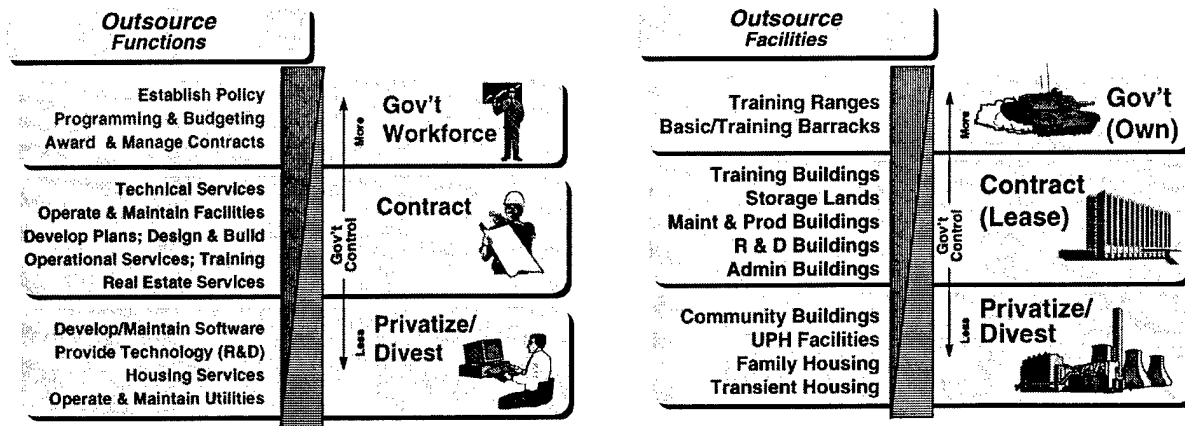 Outsource
Functions
Establish Policy
Programming & Budgeting
Award & Manage Contracts
Gov't
Workforce
Technical Services
Operate & Maintain Facilities
Develop Plans; Design & Build
Operational Services; Training
Real Estate Services
Contract
Develop/Maintain Software
Provide Technology (R&D)
Housing Services
Operate & Maintain Utilities
Privatize/
Divest
More
Gov't
Control
Less
Outsource
Facilities
Training Ranges
Basic/Training Barracks
Gov't
(Own)
Training Buildings
Storage Lands
Maint & Prod Buildings
R & D Buildings
Admin Buildings
Contract
(Lease)
Community Buildings
UPH Facilities
Family Housing
Transient Housing
Privatize/
Divest
More
Gov't
Control
Less